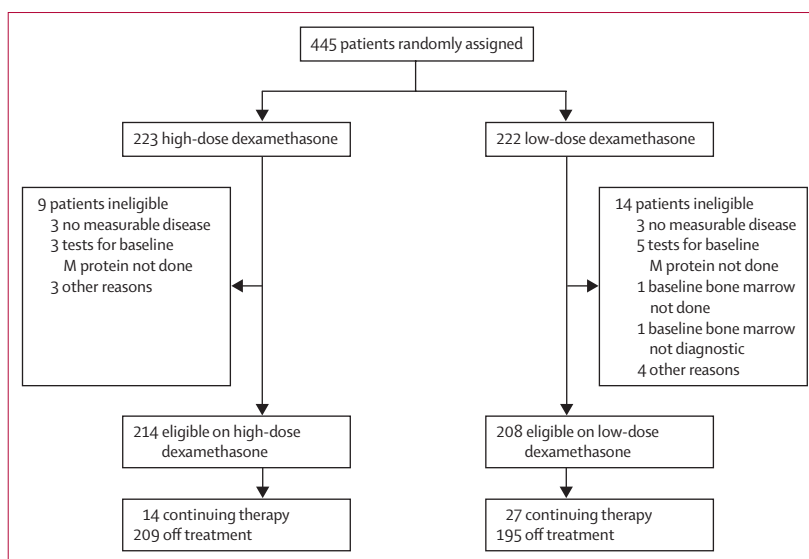 445 patients randomly assigned
223 high-dose dexamethasone
222 low-dose dexamethasone
9 patients ineligible
3 no measurable disease
3 tests for baseline
M protein not done
3 other reasons
14 patients ineligible
3 no measurable disease
5 tests for baseline
M protein not done
1 baseline bone marrow
not done
1 baseline bone marrow
not diagnostic
4 other reasons
214 eligible on high-dose
dexamethasone
208 eligible on low-dose
dexamethasone
14 continuing therapy
209 off treatment
27 continuing therapy
195 off treatment